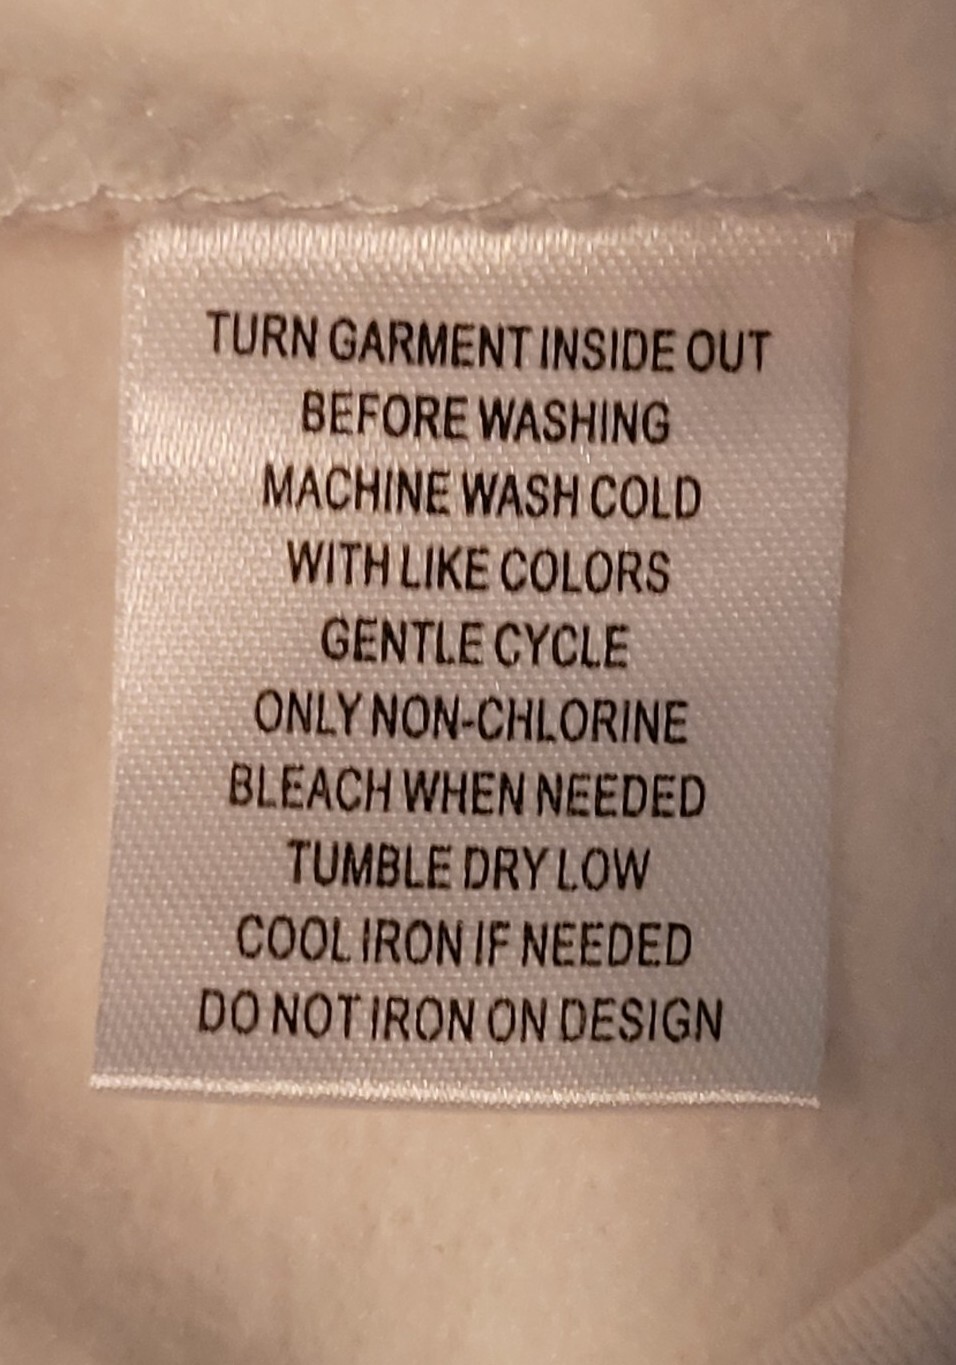 TURN GARMENT INSIDE OUT
BEFORE WASHING
MACHINE WASH COLD
WITH LIKE COLORS
GENTLE CYCLE
ONLY NON-CHLORINE
BLEACH WHEN NEEDED
TUMBLE DRY LOW
COOL IRON IF NEEDED
DO NOT IRON ON DESIGN